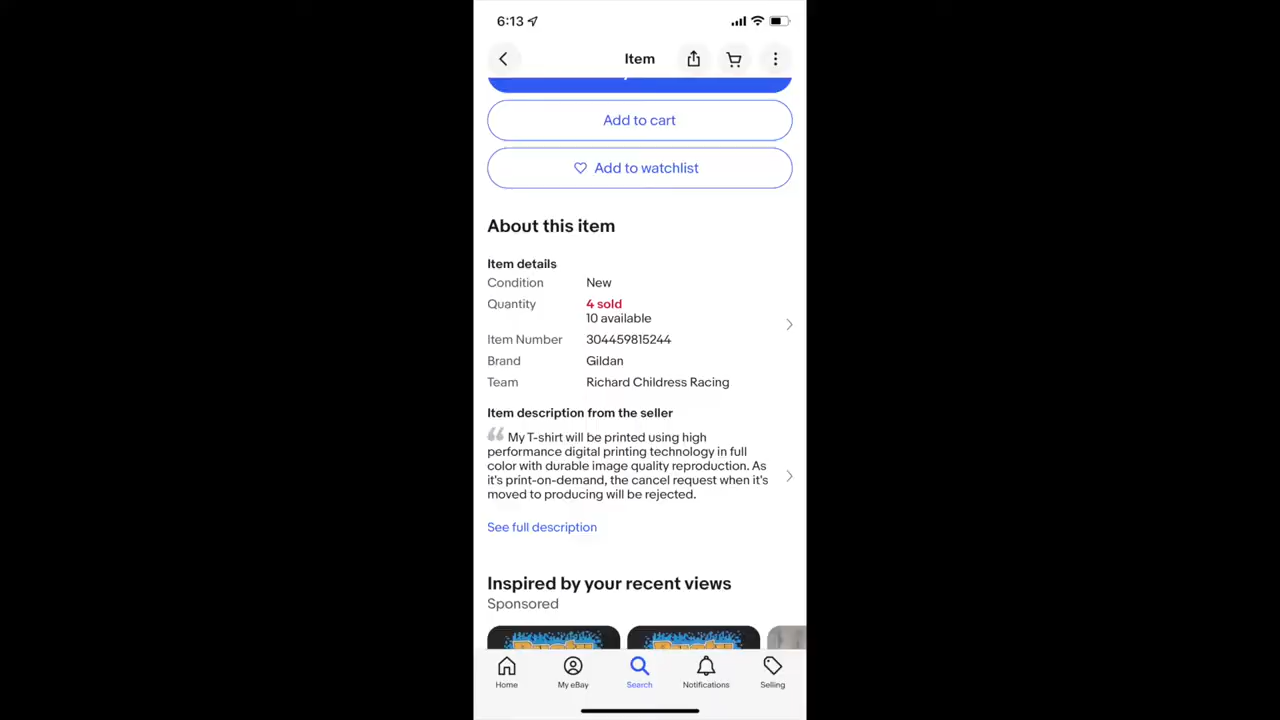 6:13
Item
Add to cart
Add to watchlist
About this item
Item details
Condition New
Quantity 4 sold
10 available
Item Number 304459815244
Brand Gildan
Team Richard Childress Racing
Item description from the seller
My T-shirt will be printed using high
performance digital printing technology in full
color with durable image quality reproduction. As
it's print-on-demand, the cancel request when it's
moved to producing will be rejected.
See full description
Inspired by your recent views
Sponsored
Home My eBay Search Notifications Selling